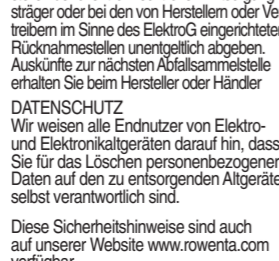 sträger oder bei den von Herstellern oder Ve
treibern im Sinne des ElektroG eingerichteter
Rücknahmestellen unentgeltlich abgeben.
Auskünfte zur nächsten Abfallsammelstelle
erhalten Sie beim Hersteller oder Händler
DATENSCHUTZ
Wir weisen alle Endnutzer von Elektro-
und Elektronikaltgeräten darauf hin, dass
Sie für das Löschen personenbezogener
Daten auf den zu entsorgenden Altgeräte
selbst verantwortlich sind.
Diese Sicherheitshinweise sind auch
auf unserer Website www.rowenta.com
verfügbar